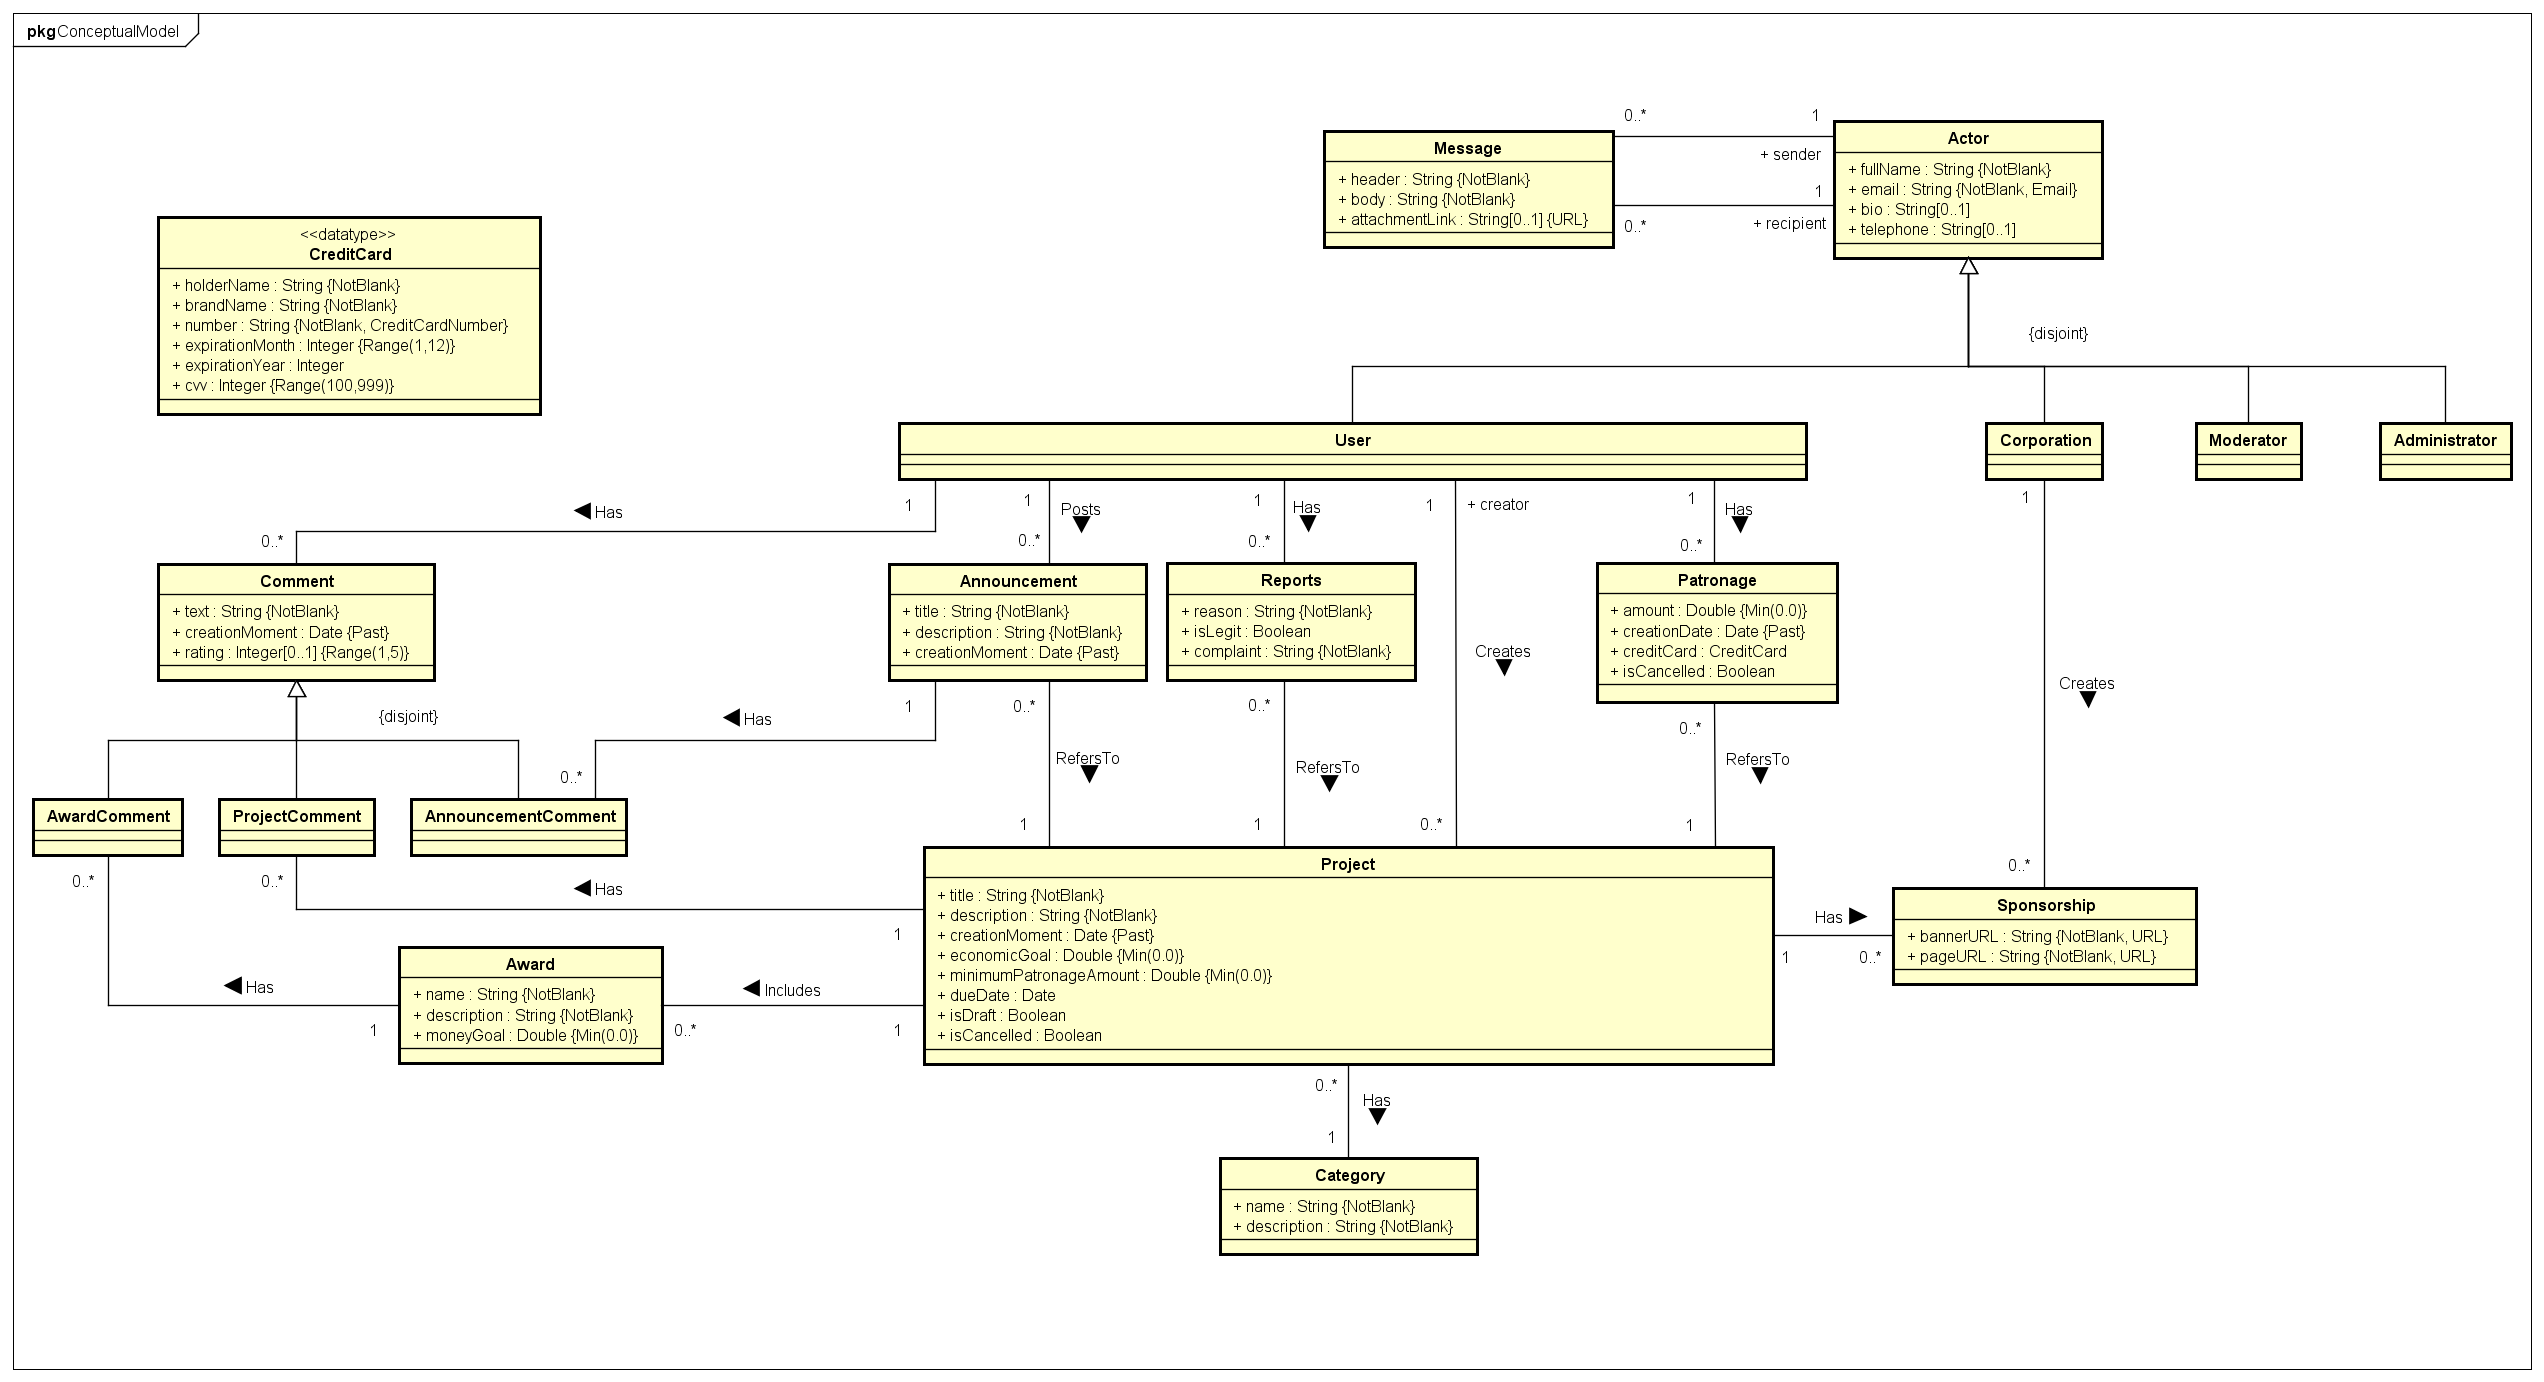 pkg ConceptualModel
0..*
1
Message
+ header : String {NotBlank}
+ body : String {NotBlank}
+ attachmentLink : String[0..1] {URL}
+ sender
1
0..*
+ recipient
Actor
+ fullName : String {NotBlank}
+ email : String {NotBlank, Email}
+ bio : String[0..1]
+ telephone : String[0..1]
<<datatype>>
CreditCard
+ holderName : String {NotBlank}
+ brandName : String {NotBlank}
+ number : String {NotBlank, CreditCardNumber}
+ expirationMonth : Integer {Range(1,12)}
+ expirationYear : Integer
+ cvv : Integer {Range(100,999)}
{disjoint}
User
Corporation
Moderator
Administrator
Has
1
0..*
1
Posts
0..*
1
Has
0..*
1
+ creator
1
Has
0..*
1
Comment
+ text : String {NotBlank}
+ creationMoment : Date {Past}
+ rating : Integer[0..1] {Range(1,5)}
Announcement
+ title : String {NotBlank}
+ description : String {NotBlank}
+ creationMoment : Date {Past}
Reports
+ reason : String {NotBlank}
+ isLegit : Boolean
+ complaint : String {NotBlank}
Creates
Patronage
+ amount : Double {Min(0.0)}
+ creationDate : Date {Past}
+ creditCard : CreditCard
+ isCancelled : Boolean
Creates
{disjoint}
Has
1
0..*
0..*
RefersTo
1
0..*
RefersTo
1
0..*
0..*
RefersTo
1
0..*
AwardComment
ProjectComment
AnnouncementComment
0..*
0..*
Has
1
Project
+ title : String {NotBlank}
+ description : String {NotBlank}
+ creationMoment : Date {Past}
+ economicGoal : Double {Min(0.0)}
+ minimumPatronageAmount : Double {Min(0.0)}
+ dueDate : Date
+ isDraft : Boolean
+ isCancelled : Boolean
Has
1
0..*
Sponsorship
+ bannerURL : String {NotBlank, URL}
+ pageURL : String {NotBlank, URL}
Has
1
Award
+ name : String {NotBlank}
+ description : String {NotBlank}
+ moneyGoal : Double {Min(0.0)}
Includes
0..*
1
0..*
Has
1
Category
+ name : String {NotBlank}
+ description : String {NotBlank}